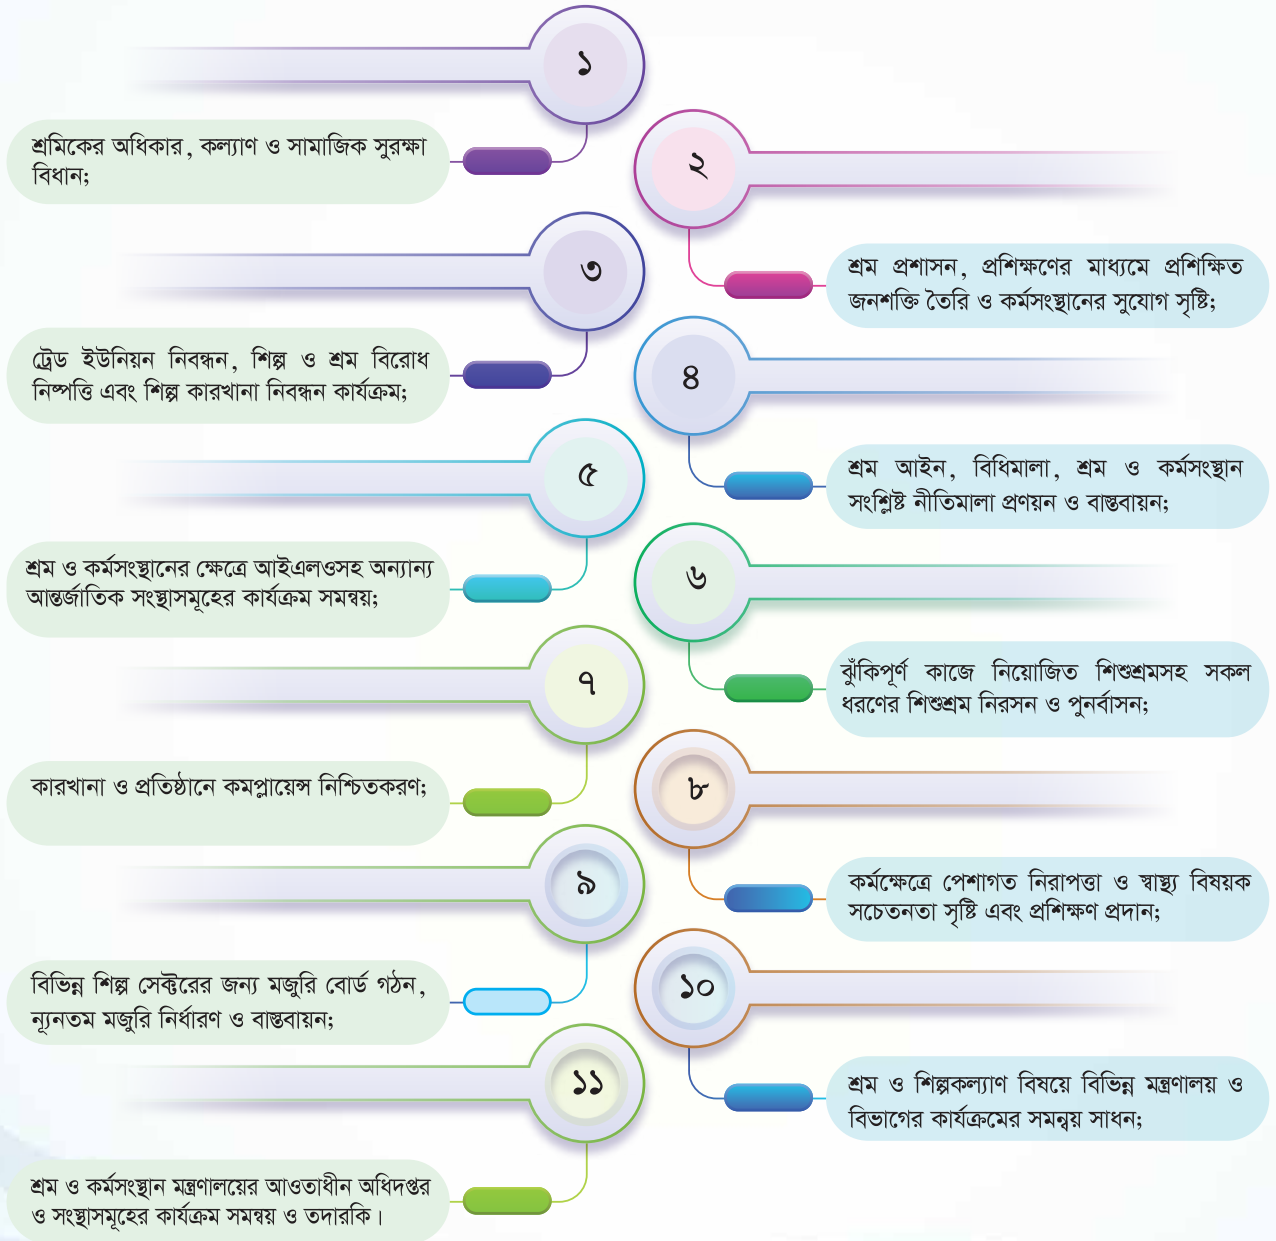 ১
শ্রমিকের অধিকার, কল্যাণ ও সামাজিক সুরক্ষা
বিধান;
২
শ্রম প্রশাসন, প্রশিক্ষণের মাধ্যমে প্রশিক্ষিত
জনশক্তি তৈরি ও কর্মসংস্থানের সুযোগ সৃষ্টি;
৩
ট্রেড ইউনিয়ন নিবন্ধন, শিল্প ও শ্রম বিরোধ
নিষ্পত্তি এবং শিল্প কারখানা নিবন্ধন কার্যক্রম;
৪
শ্রম আইন, বিধিমালা, শ্রম ও কর্মসংস্থান
সংশ্লিষ্ট নীতিমালা প্রণয়ন ও বাস্তবায়ন;
৫
শ্রম ও কর্মসংস্থানের ক্ষেত্রে আইএলওসহ অন্যান্য
আন্তর্জাতিক সংস্থাসমূহের কার্যক্রম সমন্বয়;
৬
ঝুঁকিপূর্ণ কাজে নিয়োজিত শিশুশ্রমসহ সকল
ধরণের শিশুশ্রম নিরসন ও পুনর্বাসন;
৭
কারখানা ও প্রতিষ্ঠানে কমপ্লায়েন্স নিশ্চিতকরণ;
৮
কর্মক্ষেত্রে পেশাগত নিরাপত্তা ও স্বাস্থ্য বিষয়ক
সচেতনতা সৃষ্টি এবং প্রশিক্ষণ প্রদান;
৯
বিভিন্ন শিল্প সেক্টরের জন্য মজুরি বোর্ড গঠন,
ন্যূনতম মজুরি নির্ধারণ ও বাস্তবায়ন;
১০
শ্রম ও শিল্পকল্যাণ বিষয়ে বিভিন্ন মন্ত্রণালয় ও
বিভাগের কার্যক্রমের সমন্বয় সাধন;
১১
শ্রম ও কর্মসংস্থান মন্ত্রণালয়ের আওতাধীন অধিদপ্তর
ও সংস্থাসমূহের কার্যক্রম সমন্বয় ও তদারকি।